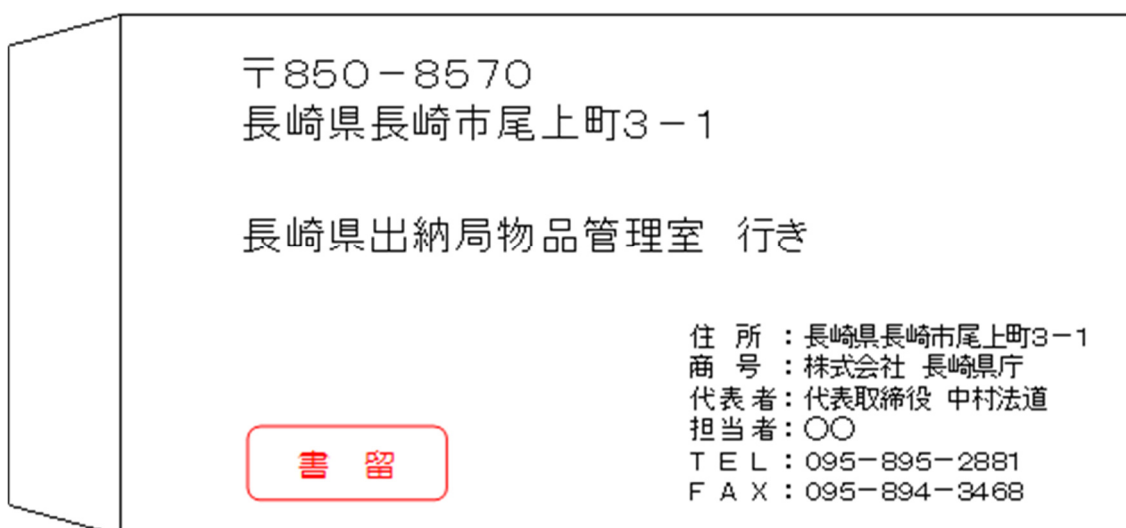 〒850-8570
長崎県長崎市尾上町3-1
長崎県出納局物品管理室 行き
住 所 ：長崎県長崎市尾上町3-1
商 号 ：株式会社 長崎県庁
代表者：代表取締役 中村法道
担当者：〇〇
T E L：095-895-2881
F A X：095-894-3468
書 留